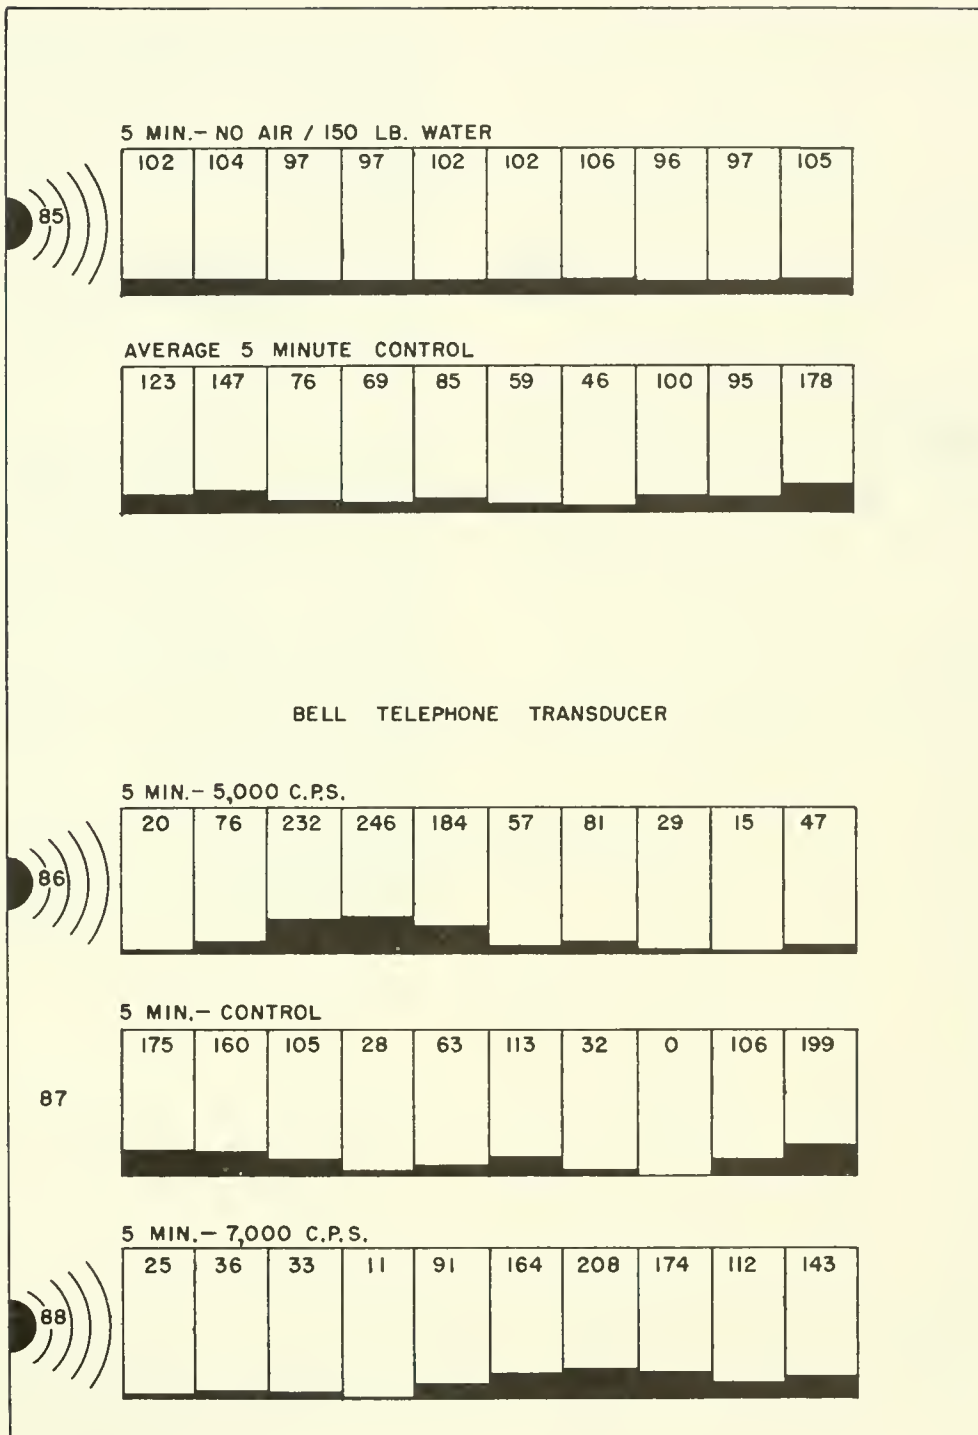 5 MIN.– NO AIR / 150 LB. WATER
102 104 97 97 102 102 106 96 97 105
85
AVERAGE 5 MINUTE CONTROL
123 147 76 69 85 59 46 100 95 178
BELL TELEPHONE TRANSDUCER
5 MIN.– 5,000 C.P.S.
20 76 232 246 184 57 81 29 15 47
86
5 MIN.– CONTROL
175 160 105 28 63 113 32 0 106 199
87
5 MIN.– 7,000 C.P.S.
25 36 33 11 91 164 208 174 112 143
88